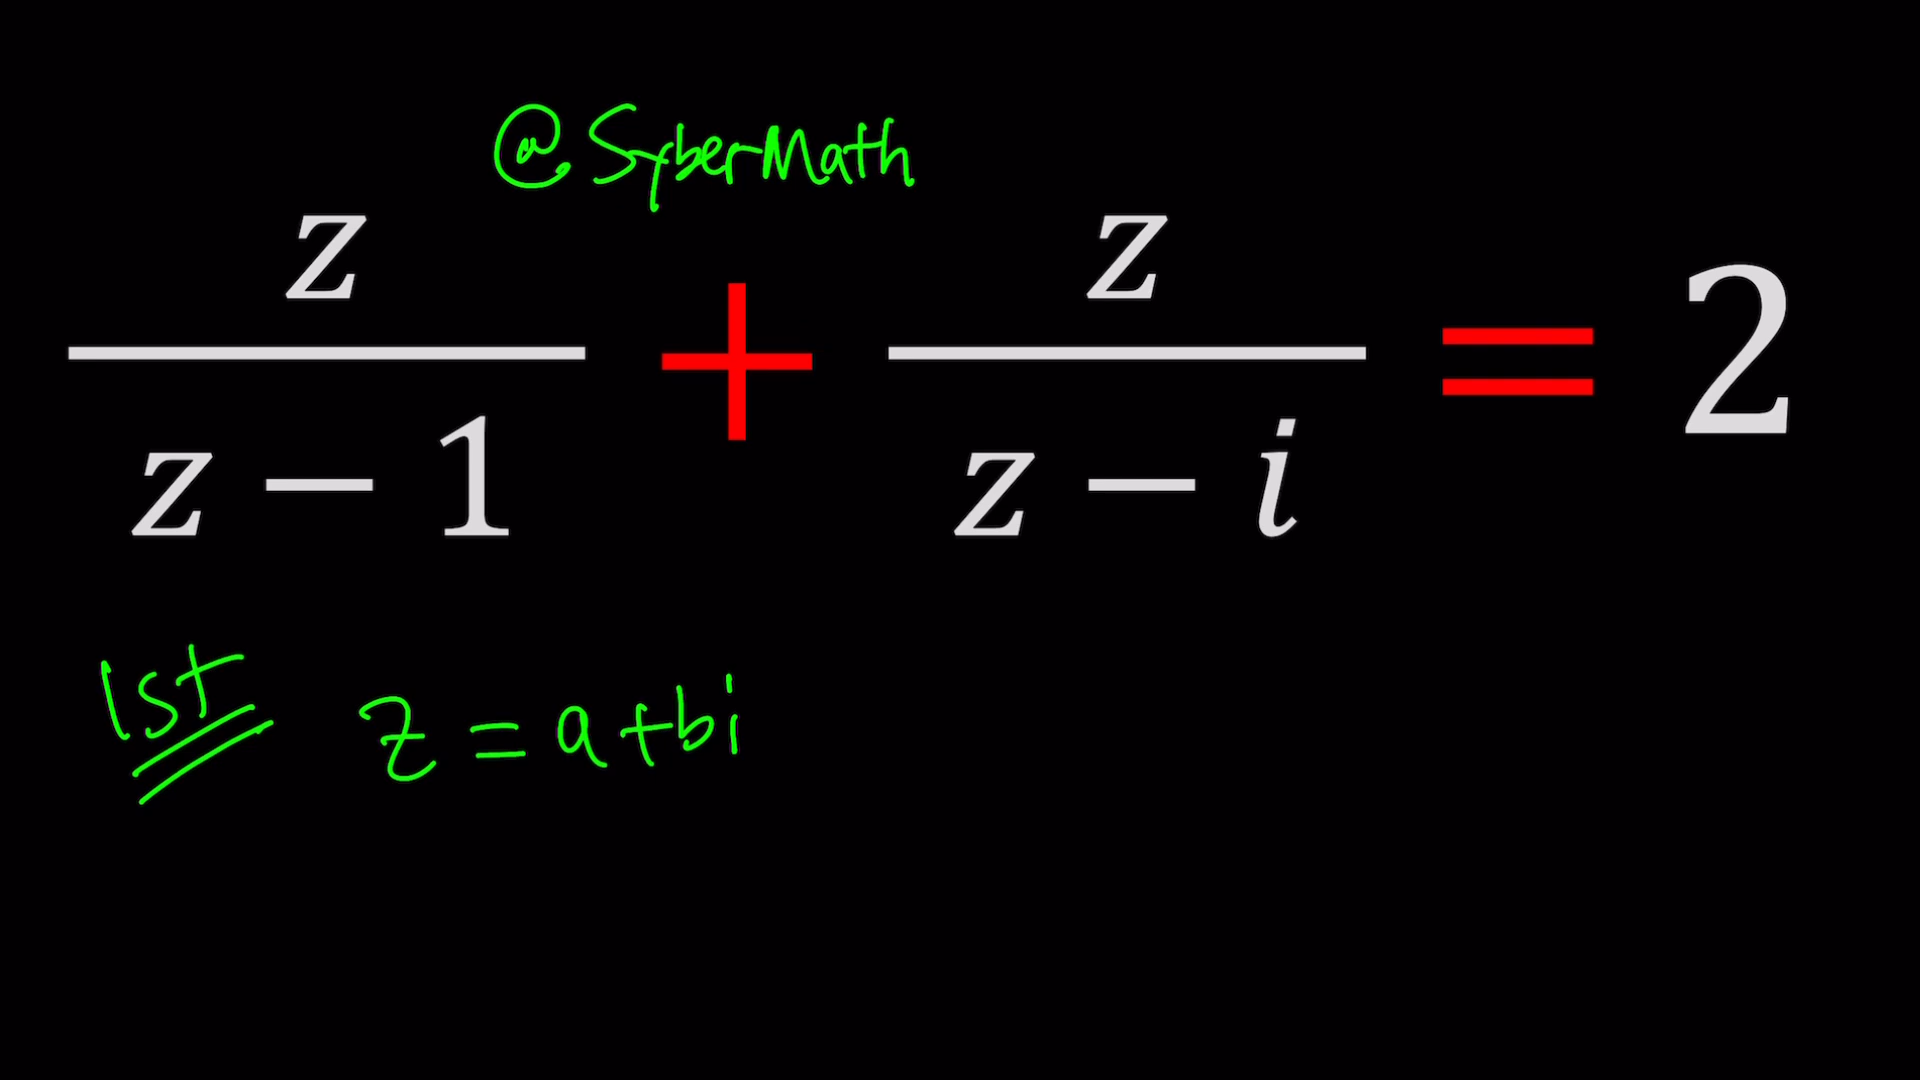 @SyberMath
z/(z − 1) + z/(z − i) = 2
1st z = a + bi